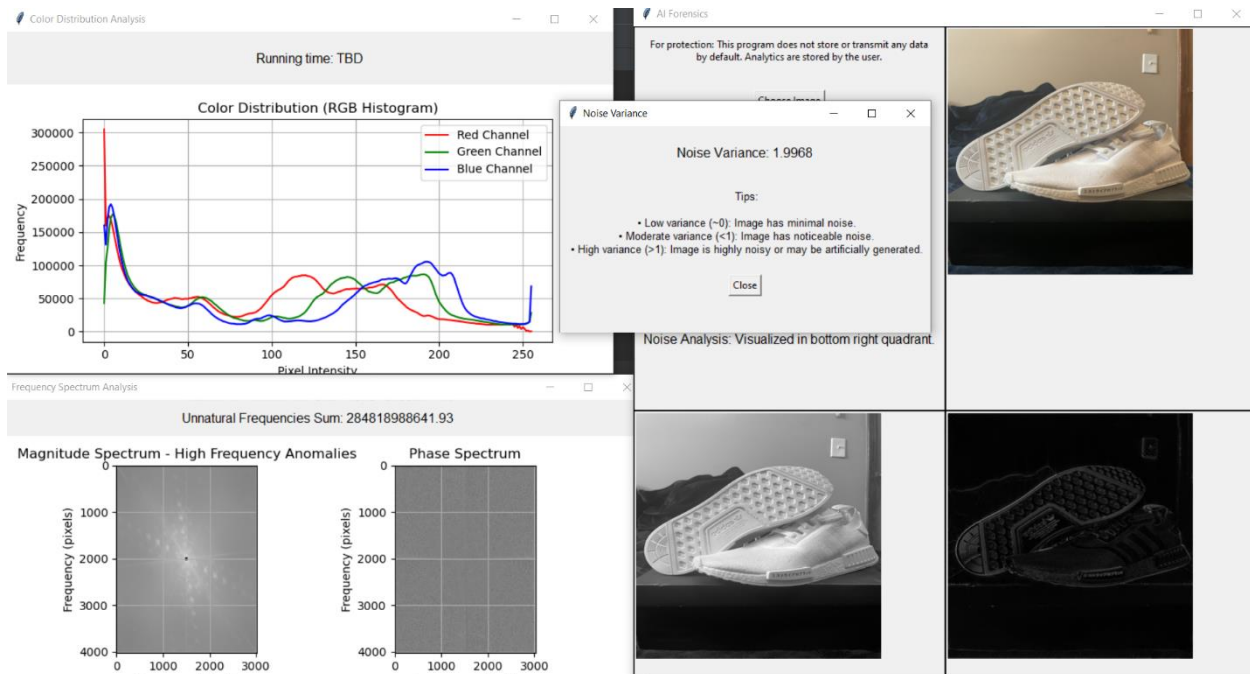 Color Distribution Analysis
Running time: TBD
Color Distribution (RGB Histogram)
Frequency
300000
250000
200000
150000
100000
50000
0
Red Channel
Green Channel
Blue Channel
0 50 100 150 200 250
Pixel Intensity
Frequency Spectrum Analysis
Unnatural Frequencies Sum: 284818988641.93
Magnitude Spectrum - High Frequency Anomalies
Frequency (pixels)
0
1000
2000
3000
4000
0 1000 2000 3000
Phase Spectrum
Frequency (pixels)
0
1000
2000
3000
4000
0 1000 2000 3000
AI Forensics
For protection: This program does not store or transmit any data
by default. Analytics are stored by the user.
Choose Image
Noise Variance
Noise Variance: 1.9968
Tips:
• Low variance (~0): Image has minimal noise.
• Moderate variance (<1): Image has noticeable noise.
• High variance (>1): Image is highly noisy or may be artificially generated.
Close
Noise Analysis: Visualized in bottom right quadrant.